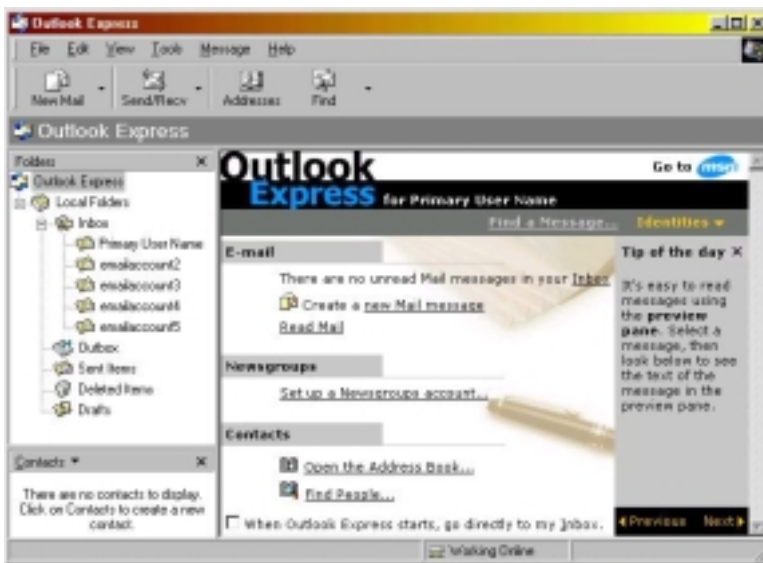 Outlook Express
File Edit View Tools Message Help
New Mail Send/Recv Addresses Find
Outlook Express
Folders
Outlook Express
Local Folders
Inbox
Primary User Name
emailaccount2
emailaccount3
emailaccount4
emailaccount5
Outbox
Sent Items
Deleted Items
Drafts
Contacts
There are no contacts to display.
Click on Contacts to create a new
contact.
Outlook
Express for Primary User Name
Go to msn
Find a Message... Identities
E-mail
There are no unread Mail messages in your Inbox
Create a new Mail message
Read Mail
Newsgroups
Set up a Newsgroups account...
Contacts
Open the Address Book...
Find People...
When Outlook Express starts, go directly to my Inbox.
Tip of the day X
It's easy to read
messages using
the preview
pane. Select a
message, then
look below to see
the text of the
message in the
preview pane.
Previous Next
Working Online